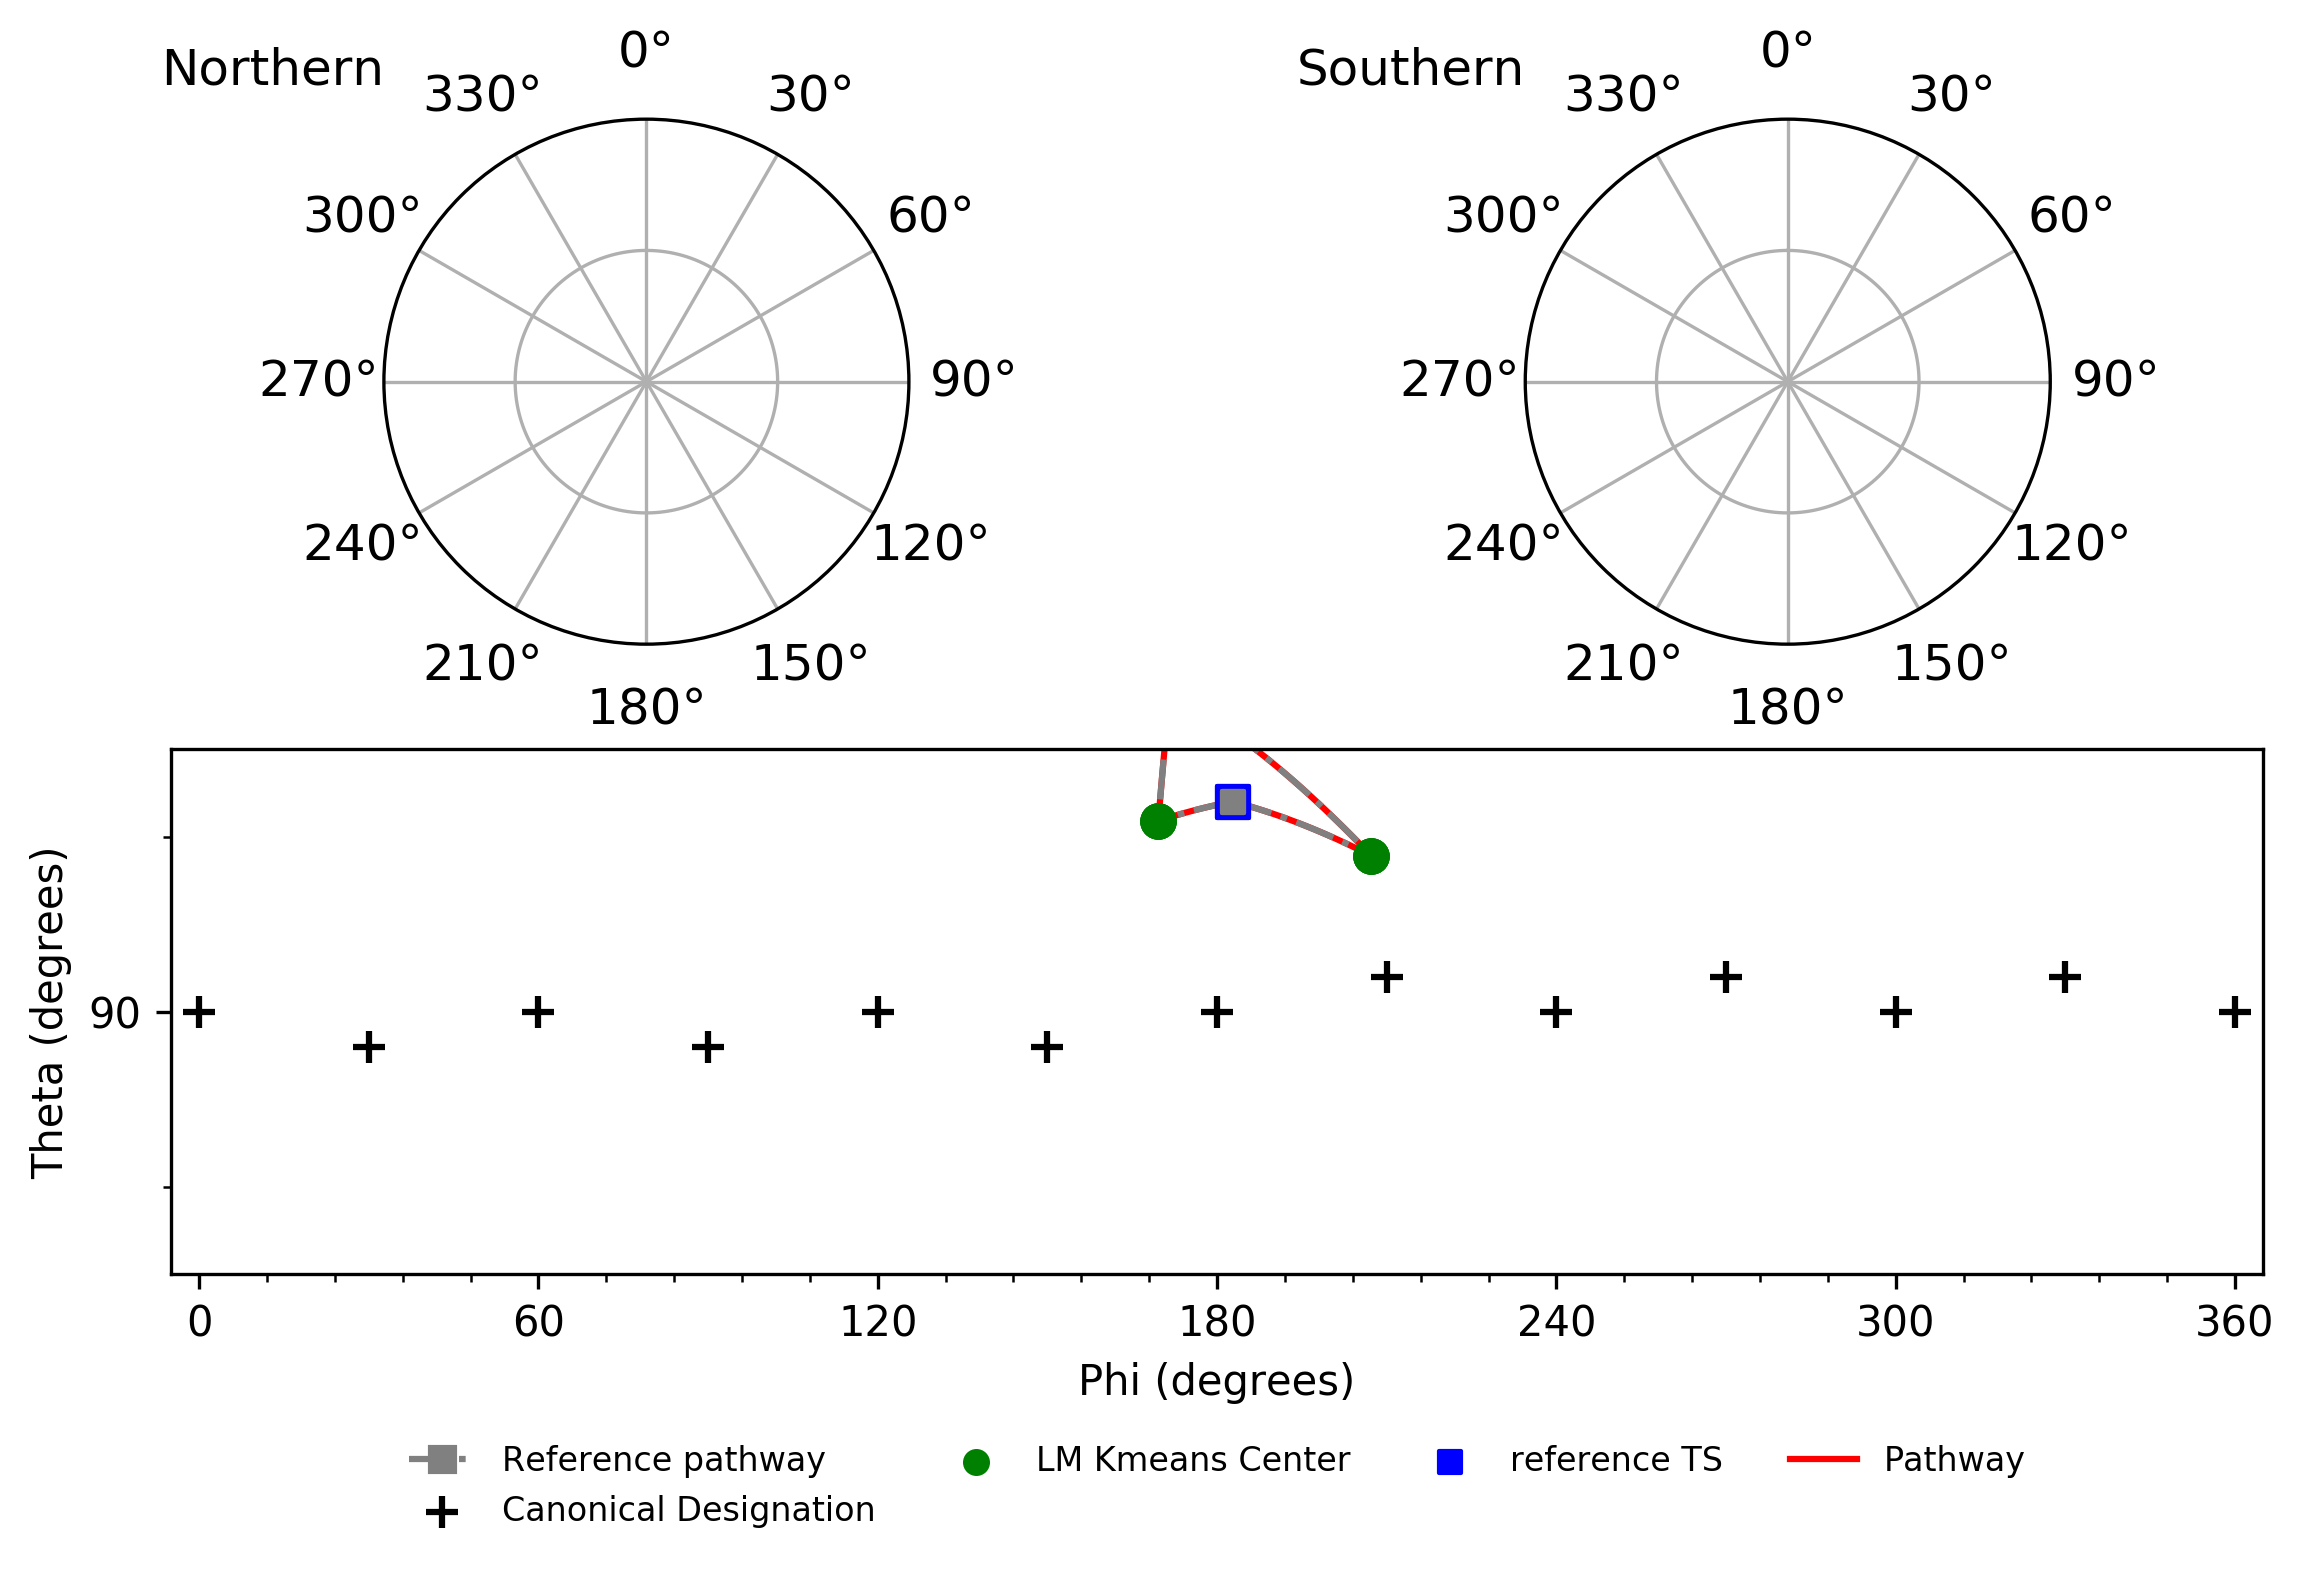 Northern
0°
30°
60°
90°
120°
150°
180°
210°
240°
270°
300°
330°
Southern
0°
30°
60°
90°
120°
150°
180°
210°
240°
270°
300°
330°
Theta (degrees)
90
0 60 120 180 240 300 360
Phi (degrees)
Reference pathway
Canonical Designation
LM Kmeans Center
reference TS
Pathway